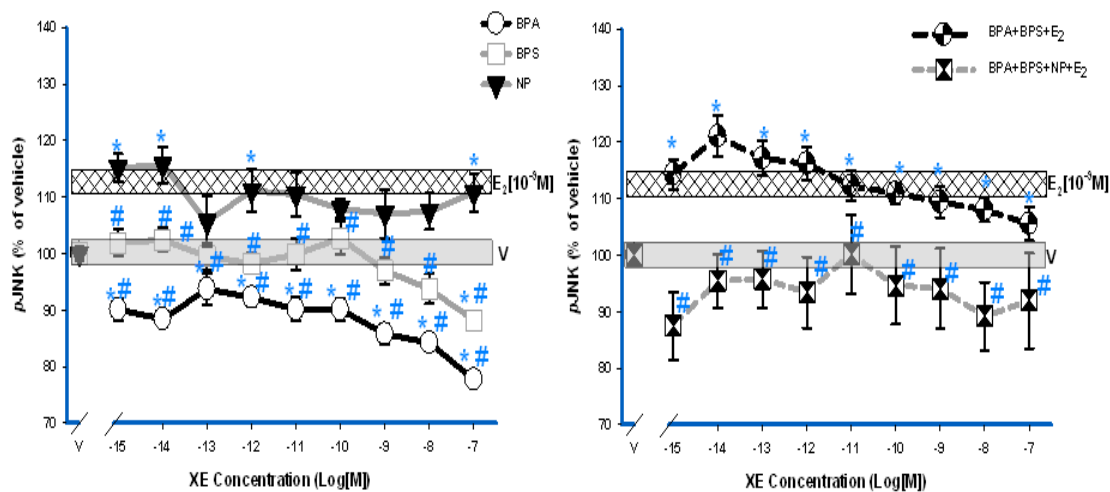 140
130
120
110
100
90
80
70
pJNK (% of vehicle)
BPA
BPS
NP
* * * *
E₂[10⁻⁹M]
# # # # # # # # *#
V
*# *# *# *# *# *# *# *# *#
V -15 -14 -13 -12 -11 -10 -9 -8 -7
XE Concentration (Log[M])
140
130
120
110
100
90
80
70
pJNK (% of vehicle)
BPA+BPS+E₂
BPA+BPS+NP+E₂
* * * * * * * * *
E₂[10⁻⁹M]
V
# # # # # # # # #
V -15 -14 -13 -12 -11 -10 -9 -8 -7
XE Concentration (Log[M])